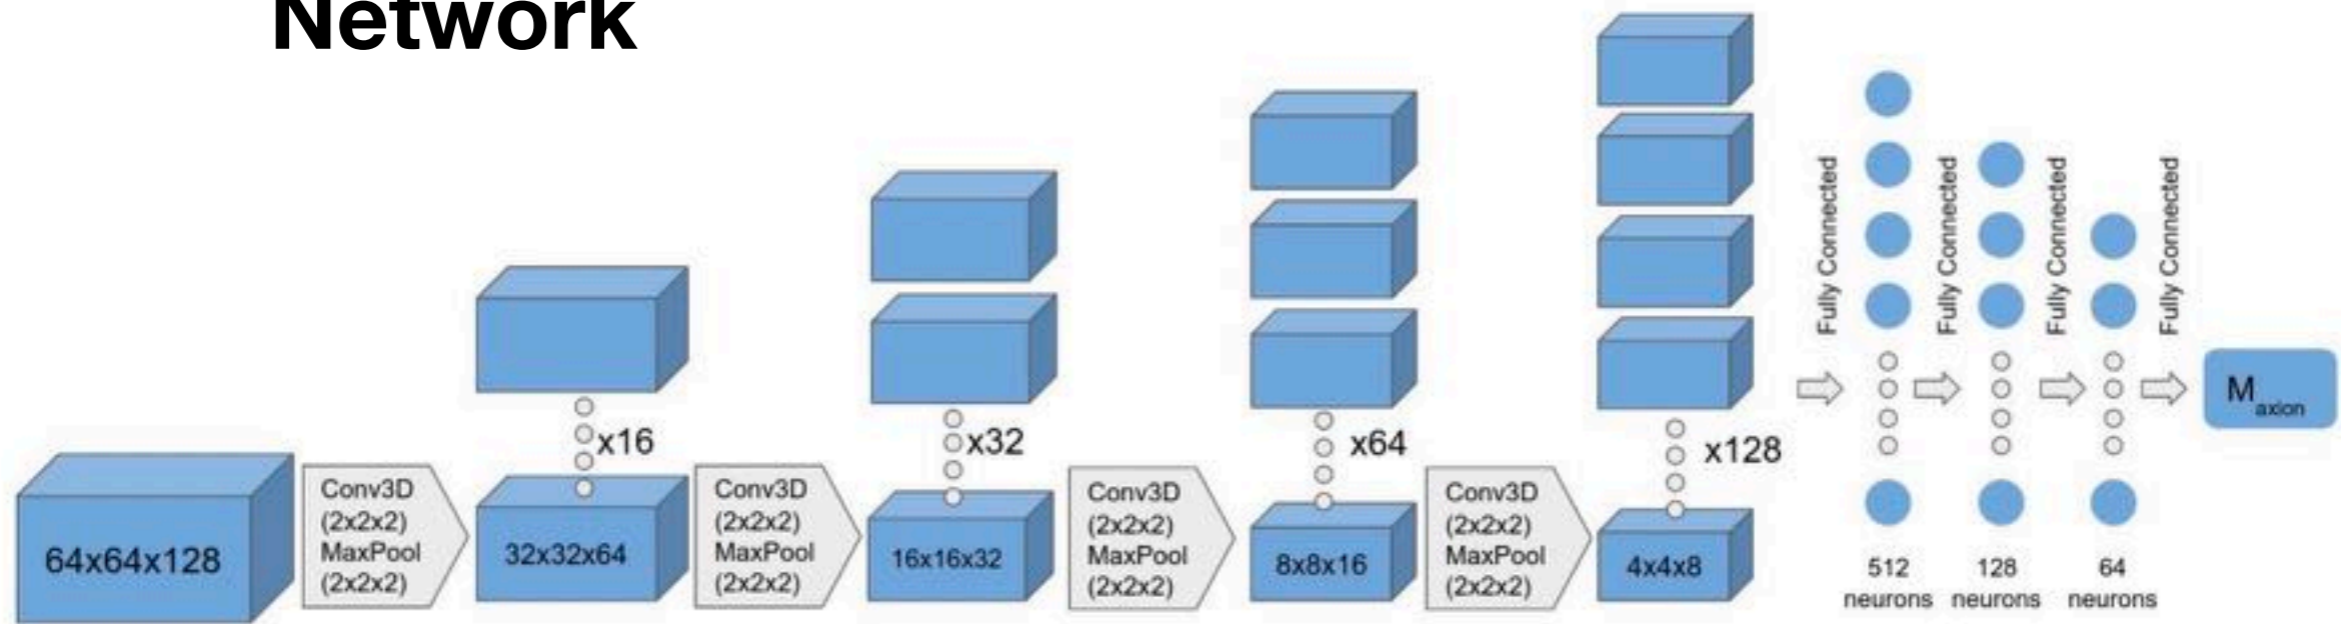 Network
64x64x128
Conv3D
(2x2x2)
MaxPool
(2x2x2)
x16
32x32x64
Conv3D
(2x2x2)
MaxPool
(2x2x2)
x32
16x16x32
Conv3D
(2x2x2)
MaxPool
(2x2x2)
x64
8x8x16
Conv3D
(2x2x2)
MaxPool
(2x2x2)
x128
4x4x8
Fully Connected
512
neurons
Fully Connected
128
neurons
Fully Connected
64
neurons
Fully Connected
M axion